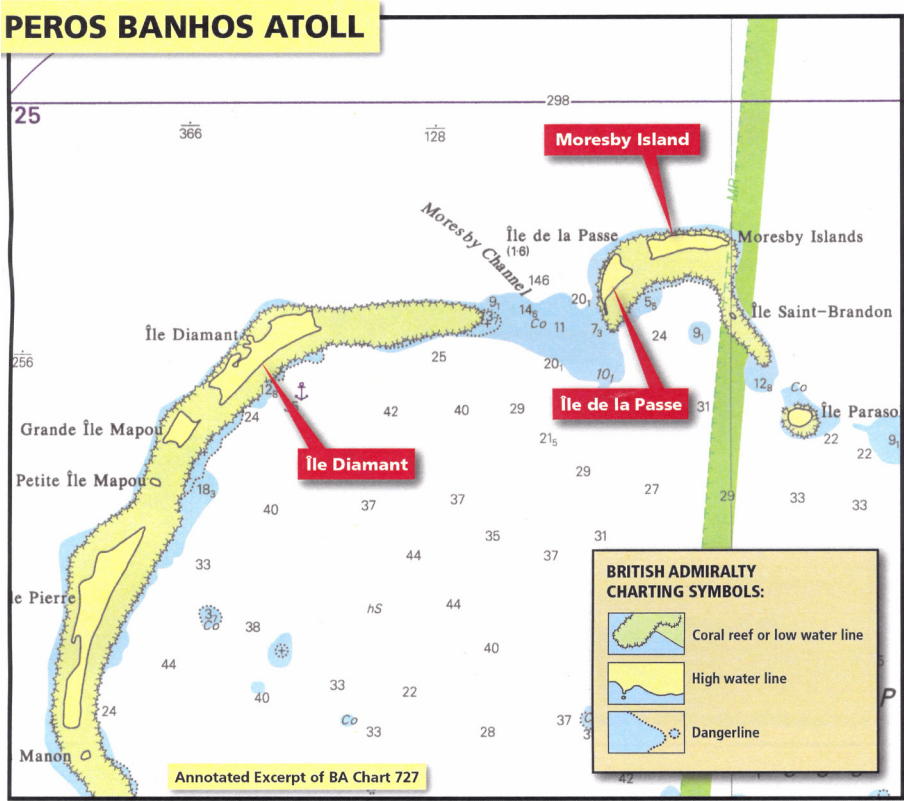 PEROS BANHOS ATOLL
25
298
366
128
Moresby Island
MR
Moresby Channel
Île de la Passe
(1·6)
Moresby Islands
146
20₁
5₈
9₁
14₆
Co
11
7₃
24
9₁
Île Saint-Brandon
Île Diamant
256
25
20₁
10₁
12₈
Co
12₈
24
42
40
29
Île de la Passe
31
Île Paraso
22
22
9₁
Grande Île Mapou
21₅
Île Diamant
29
Petite Île Mapou
18₃
37
37
27
29
33
33
40
35
31
44
37
33
BRITISH ADMIRALTY
CHARTING SYMBOLS:
le Pierre
hS
44
3₇
Co
38
Coral reef or low water line
40
44
High water line
33
22
40
P
24
Co
33
28
37
Dangerline
Manon
Annotated Excerpt of BA Chart 727
42